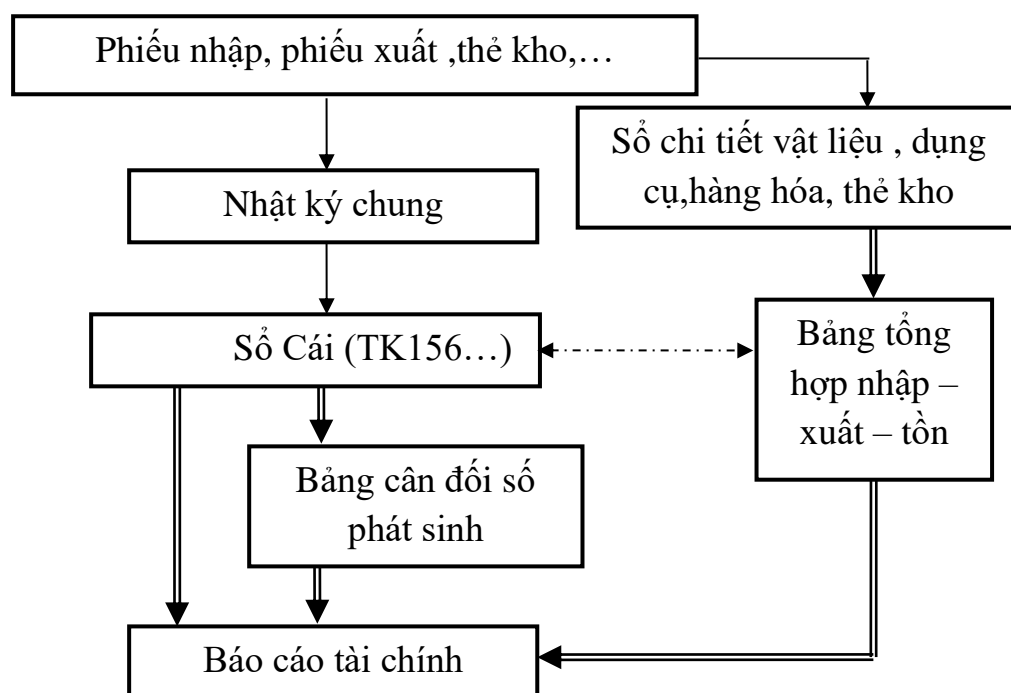 Phiếu nhập, phiếu xuất ,thẻ kho,…
Sổ chi tiết vật liệu , dụng
cụ,hàng hóa, thẻ kho
Nhật ký chung
Sổ Cái (TK156…)
Bảng tổng
hợp nhập –
xuất – tồn
Bảng cân đối số
phát sinh
Báo cáo tài chính